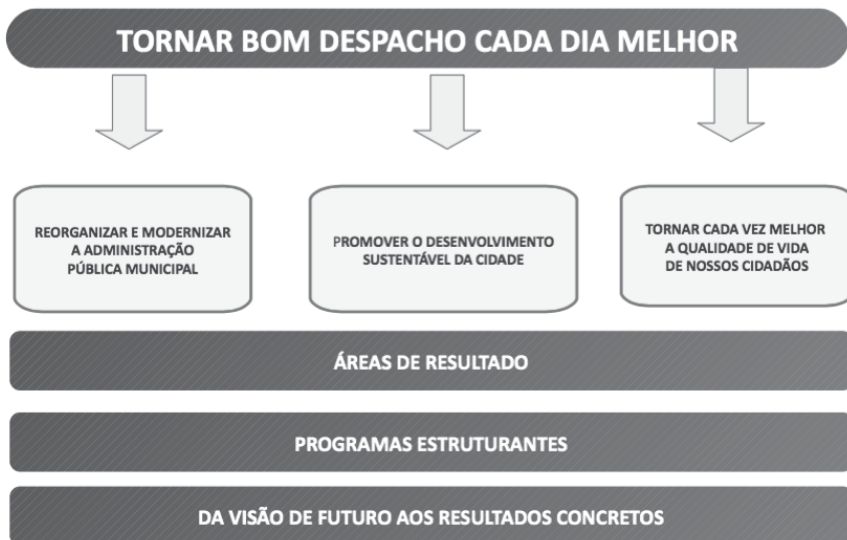 TORNAR BOM DESPACHO CADA DIA MELHOR
REORGANIZAR E MODERNIZAR
A ADMINISTRAÇÃO
PÚBLICA MUNICIPAL
PROMOVER O DESENVOLVIMENTO
SUSTENTÁVEL DA CIDADE
TORNAR CADA VEZ MELHOR
A QUALIDADE DE VIDA
DE NOSSOS CIDADÃOS
ÁREAS DE RESULTADO
PROGRAMAS ESTRUTURANTES
DA VISÃO DE FUTURO AOS RESULTADOS CONCRETOS